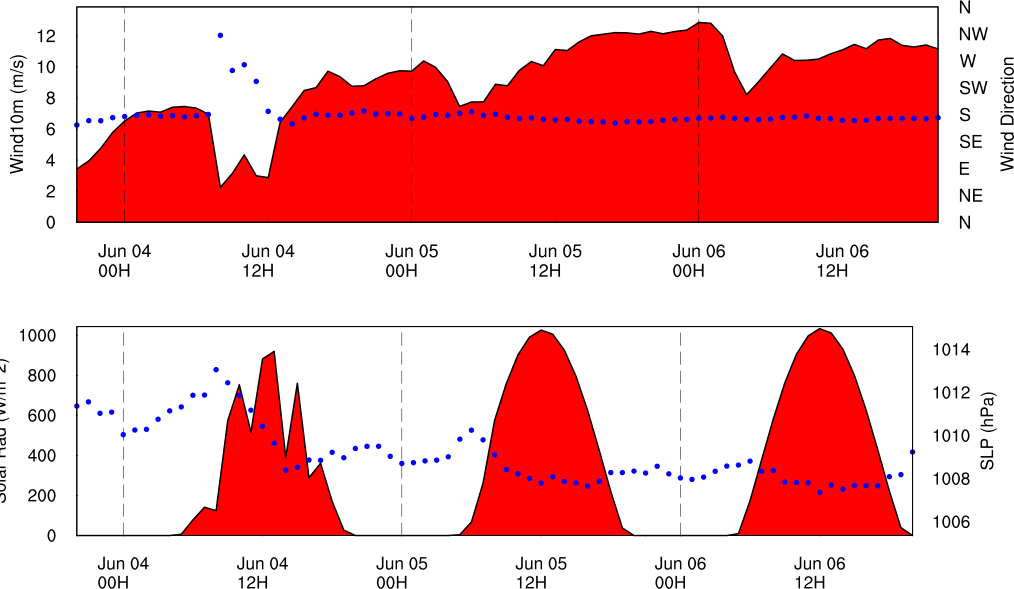 N
12
NW
10
W
8
SW
6
S
4
SE
2
E
0
NE
N
Wind10m (m/s)
Wind Direction
Jun 04 Jun 04 Jun 05 Jun 05 Jun 06 Jun 06
00H 12H 00H 12H 00H 12H
1000
1014
800
1012
600
1010
400
1008
200
1006
0
Solar Rad (W/m^2)
SLP (hPa)
Jun 04 Jun 04 Jun 05 Jun 05 Jun 06 Jun 06
00H 12H 00H 12H 00H 12H